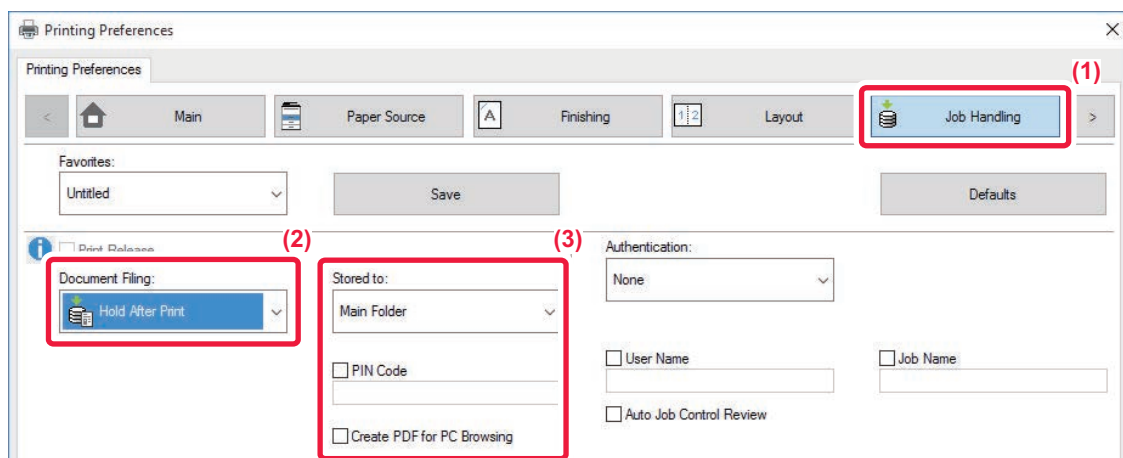 Printing Preferences
Printing Preferences
(1)
< Main Paper Source A Finishing 1 2 Layout Job Handling >
Favorites:
Untitled Save Defaults
Print Release
(2) (3)
Authentication:
Document Filing: Stored to:
None
Hold After Print Main Folder
User Name Job Name
PIN Code
Auto Job Control Review
Create PDF for PC Browsing